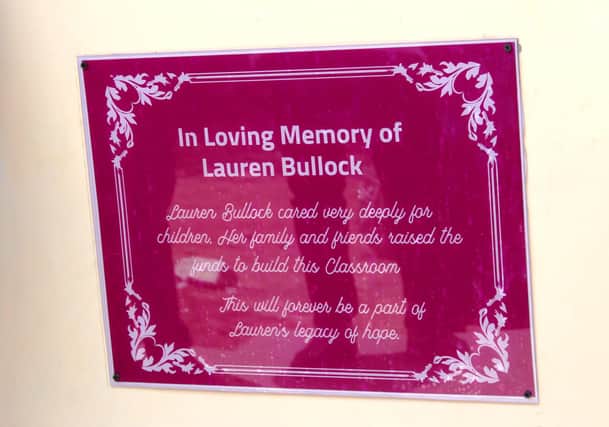 In Loving Memory of
Lauren Bullock
Lauren Bullock cared very deeply for
children. Her family and friends raised the
funds to build this Classroom
This will forever be a part of
Lauren's legacy of hope.